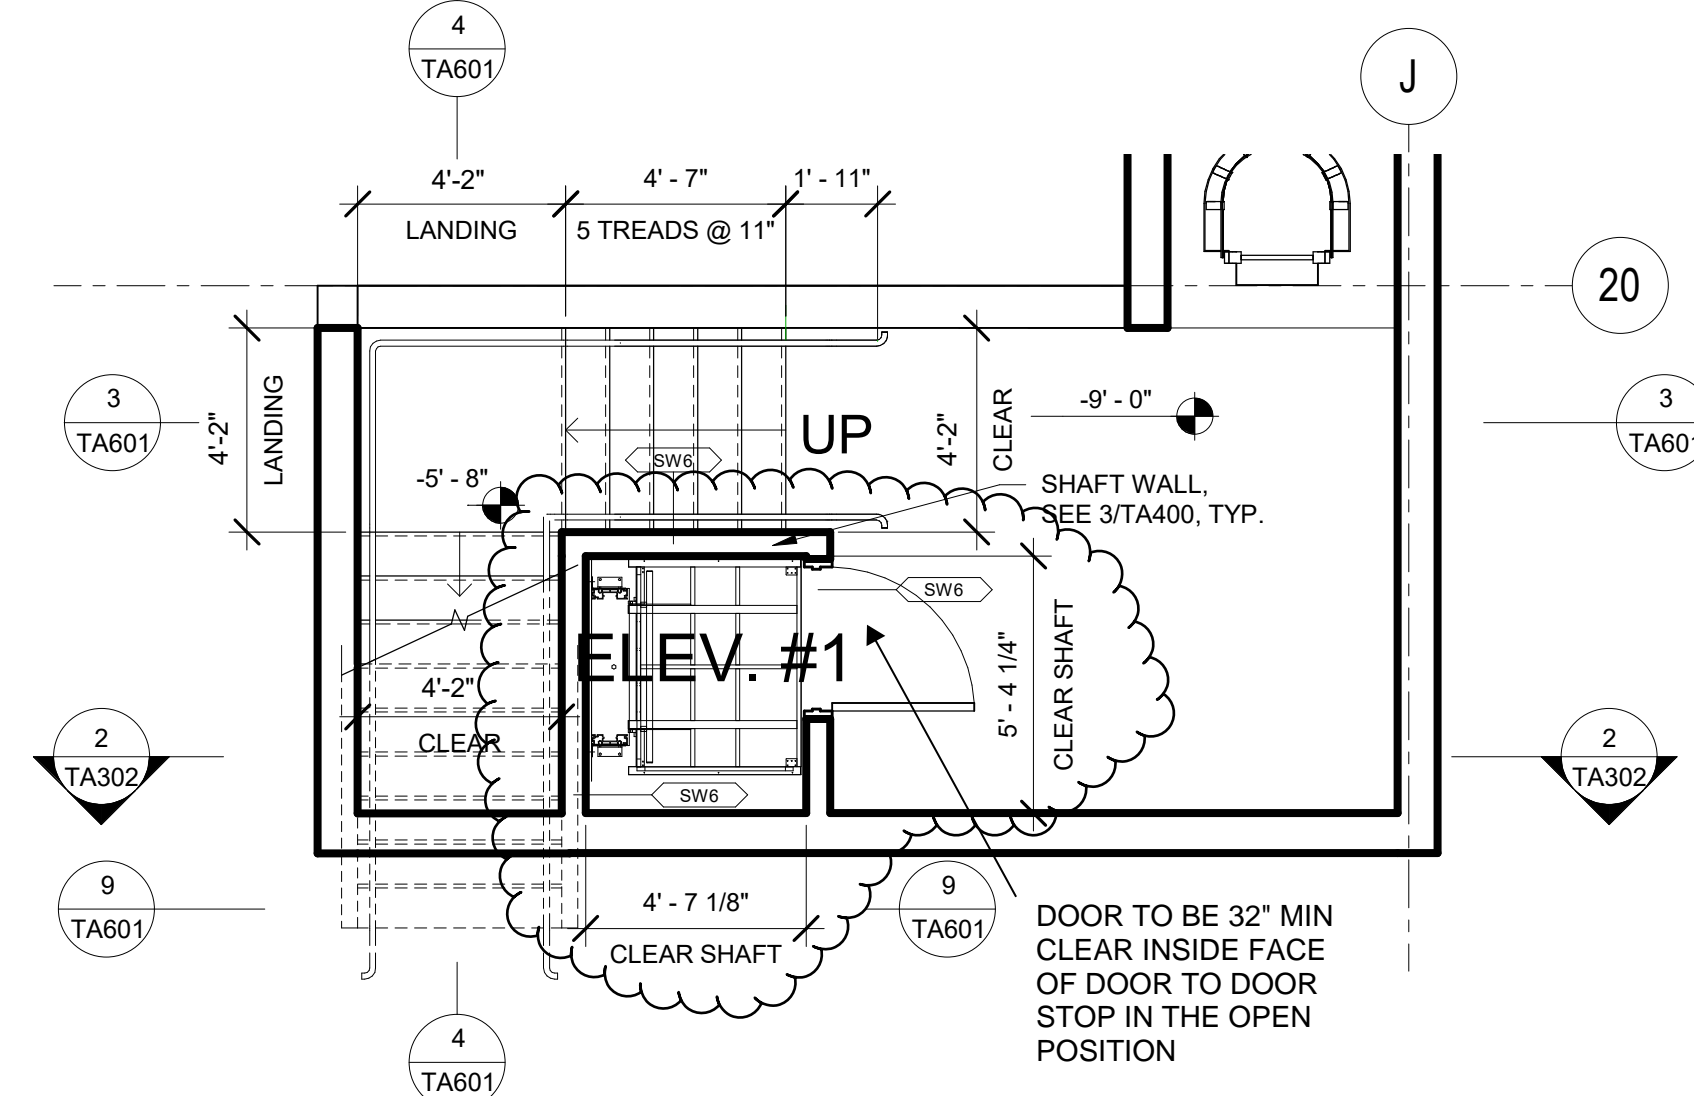 4
TA601
J
4'-2"
4' - 7"
1' - 11"
LANDING
5 TREADS @ 11"
20
3
TA601
4'-2"
LANDING
UP
4'-2"
CLEAR
-9' - 0"
3
TA601
SW6
-5' - 8"
SHAFT WALL,
SEE 3/TA400, TYP.
SW6
ELEV. #1
5' - 4 1/4"
CLEAR SHAFT
4'-2"
CLEAR
2
TA302
2
TA302
SW6
9
TA601
4' - 7 1/8"
CLEAR SHAFT
9
TA601
DOOR TO BE 32" MIN
CLEAR INSIDE FACE
OF DOOR TO DOOR
STOP IN THE OPEN
POSITION
4
TA601